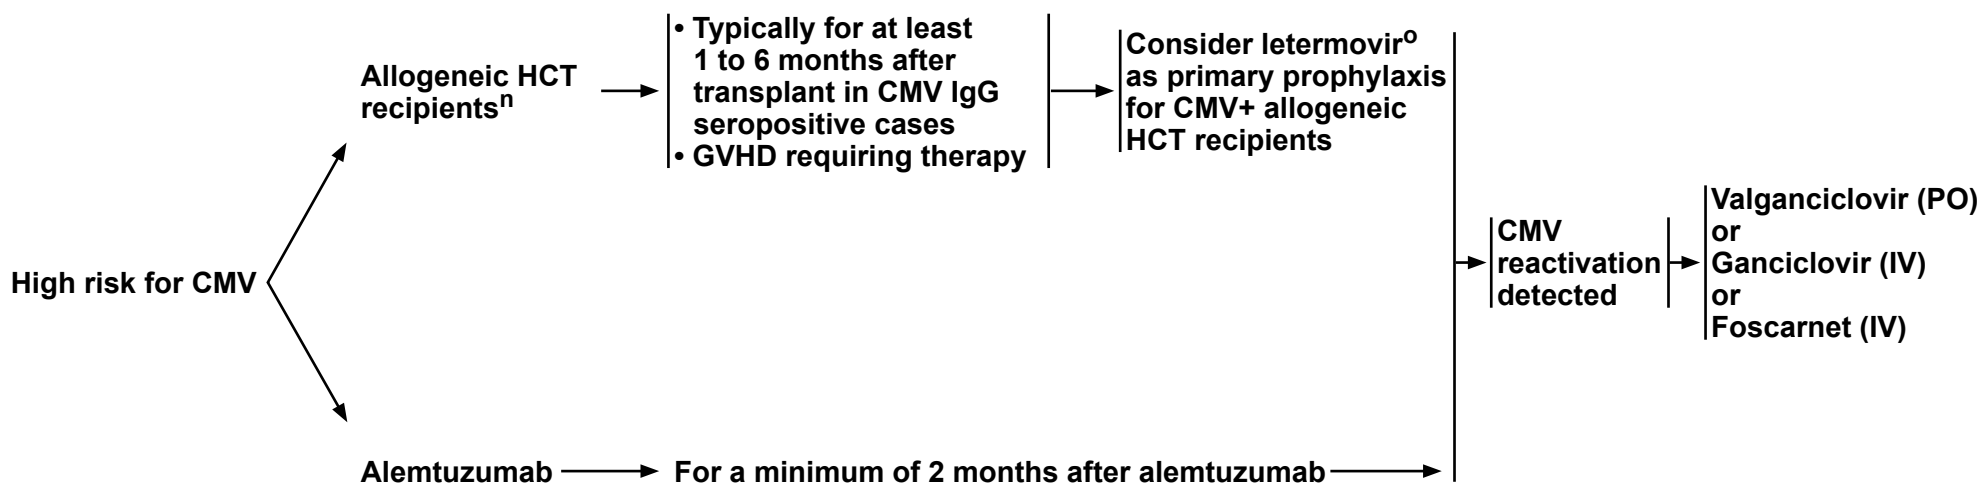 High risk for CMV
Allogeneic HCT
recipientsⁿ
• Typically for at least
1 to 6 months after
transplant in CMV IgG
seropositive cases
• GVHD requiring therapy
Consider letermovirᵒ
as primary prophylaxis
for CMV+ allogeneic
HCT recipients
Alemtuzumab
For a minimum of 2 months after alemtuzumab
CMV
reactivation
detected
Valganciclovir (PO)
or
Ganciclovir (IV)
or
Foscarnet (IV)